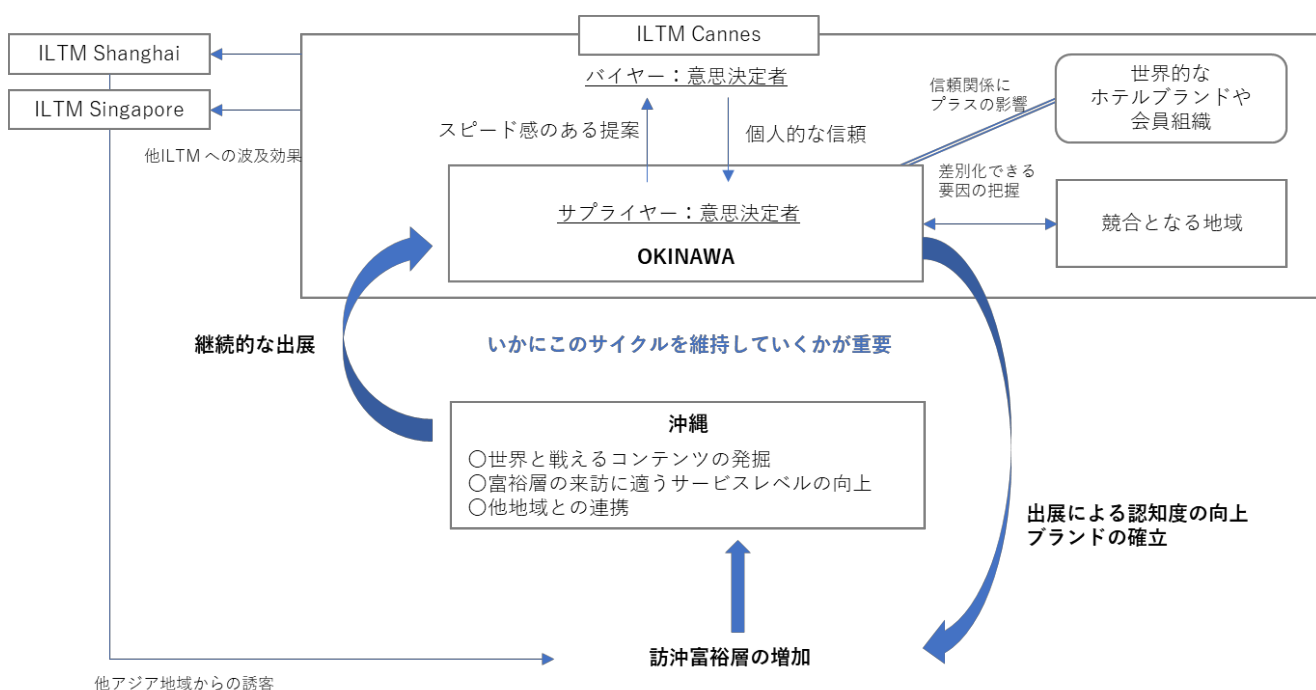 ILTM Cannes
ILTM Shanghai
ILTM Singapore
他ILTM への波及効果
バイヤー：意思決定者
スピード感のある提案
個人的な信頼
信頼関係に
プラスの影響
世界的な
ホテルブランドや
会員組織
サプライヤー：意思決定者
OKINAWA
差別化できる
要因の把握
競合となる地域
継続的な出展
いかにこのサイクルを維持していくかが重要
沖縄
○世界と戦えるコンテンツの発掘
○富裕層の来訪に適うサービスレベルの向上
○他地域との連携
出展による認知度の向上
ブランドの確立
訪沖富裕層の増加
他アジア地域からの誘客